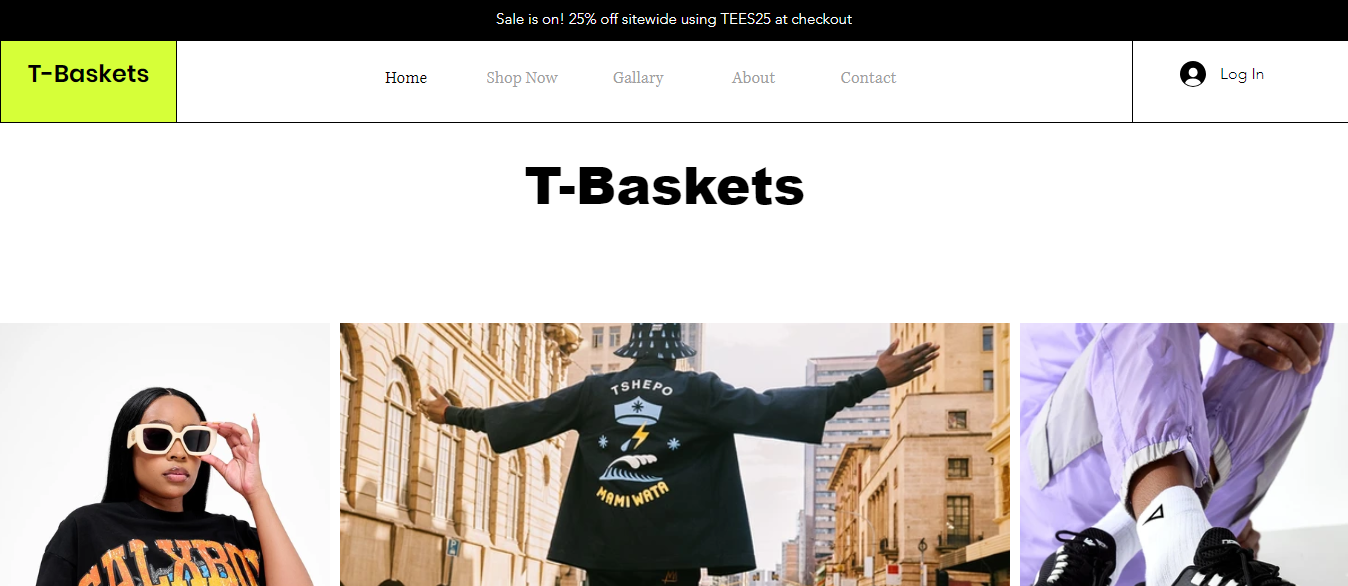 Sale is on! 25% off sitewide using TEES25 at checkout
T-Baskets
Home
Shop Now
Gallary
About
Contact
Log In
T-Baskets
TSHEPO
MAMI WATA
P